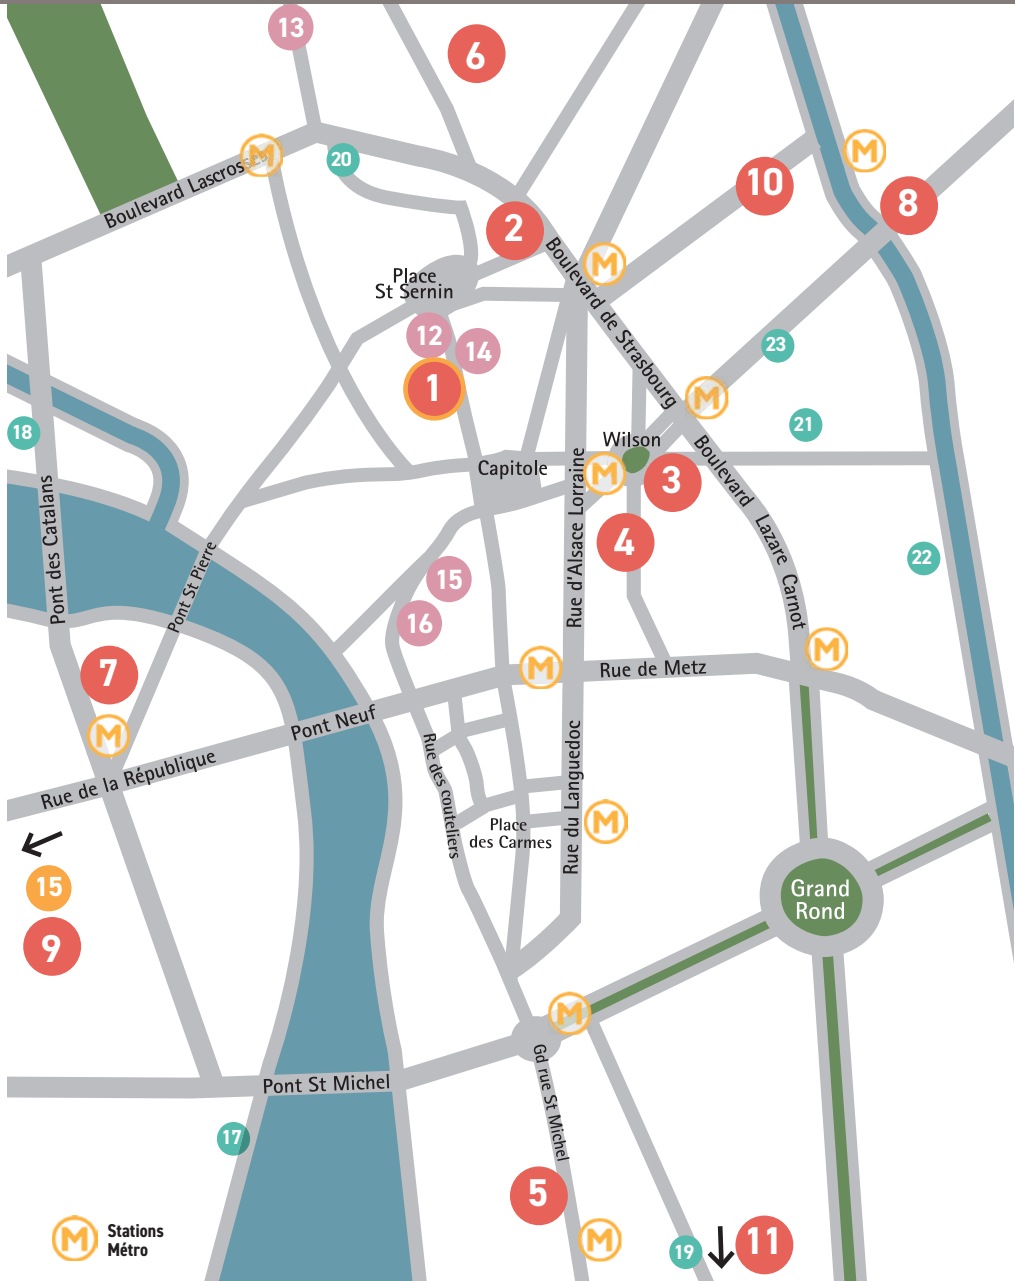 13
6
M
20
M
10
8
Boulevard Lascrosses
2
M
Boulevard de Strasbourg
Place
St Sernin
12
14
23
1
M
21
18
Wilson
Capitole
M
3
Boulevard Lazare Carnot
Rue d'Alsace Lorraine
4
Pont des Catalans
Pont St Pierre
22
15
16
M
7
M
Rue de Metz
M
Pont Neuf
Rue de la République
Rue des couteliers
Rue du Languedoc
Place
des Carmes
M
15
9
Grand
Rond
M
Gd rue St Michel
Pont St Michel
17
5
M
Stations
Métro
M
19
11